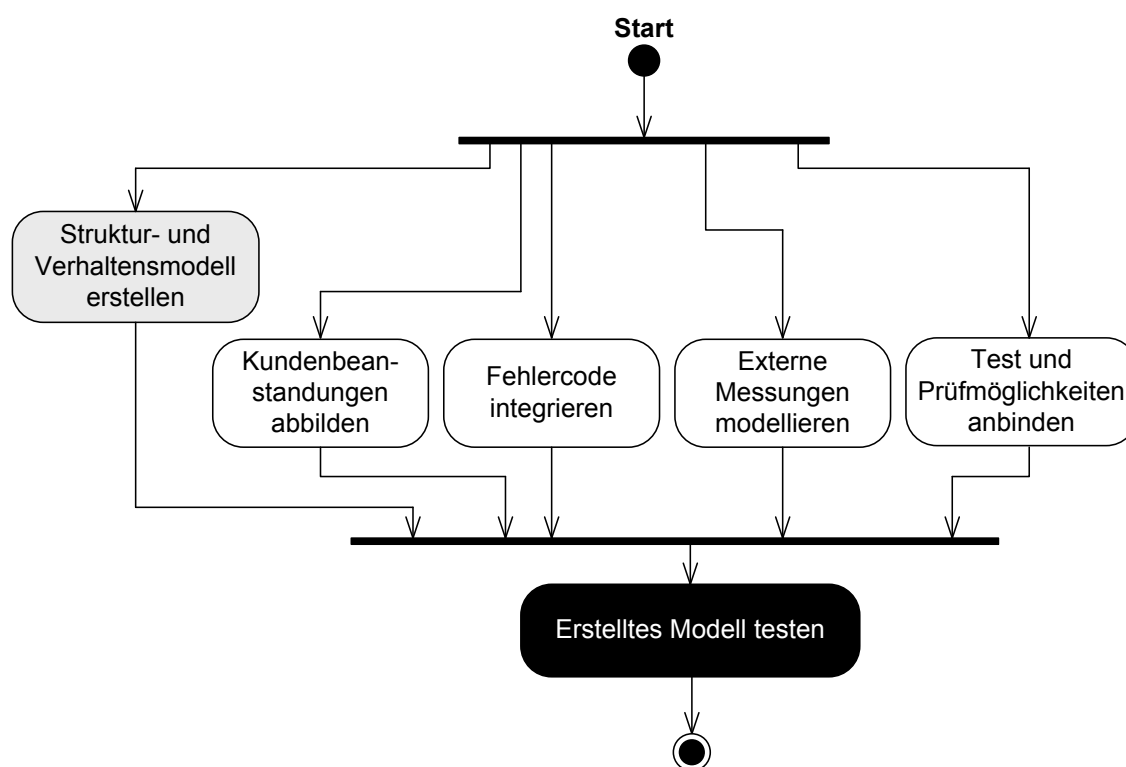 Start
Struktur- und
Verhaltensmodell
erstellen
Kundenbean-
standungen
abbilden
Fehlercode
integrieren
Externe
Messungen
modellieren
Test und
Prüfmöglichkeiten
anbinden
Erstelltes Modell testen